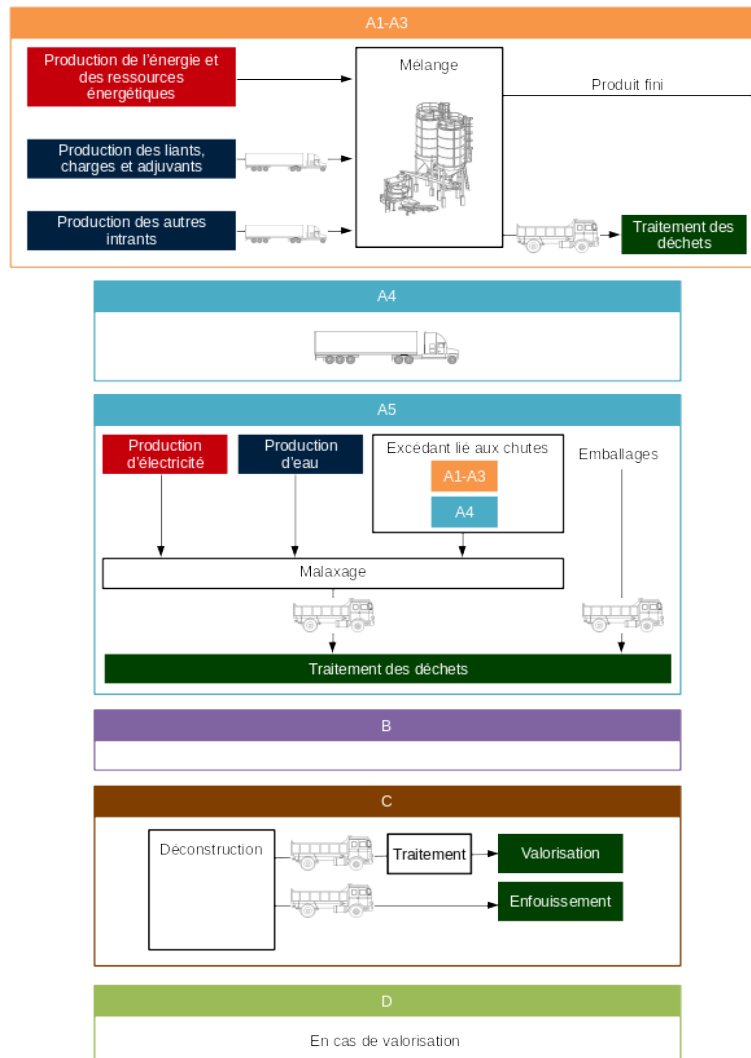 A1-A3
Production de l'énergie et
des ressources
énergétiques
Mélange
Produit fini
Production des liants,
charges et adjuvants
Production des autres
intrants
Traitement des
déchets
A4
A5
Production
d'électricité
Production
d'eau
Excédant lié aux chutes
A1-A3
A4
Emballages
Malaxage
Traitement des déchets
B
C
Déconstruction
Traitement
Valorisation
Enfouissement
D
En cas de valorisation